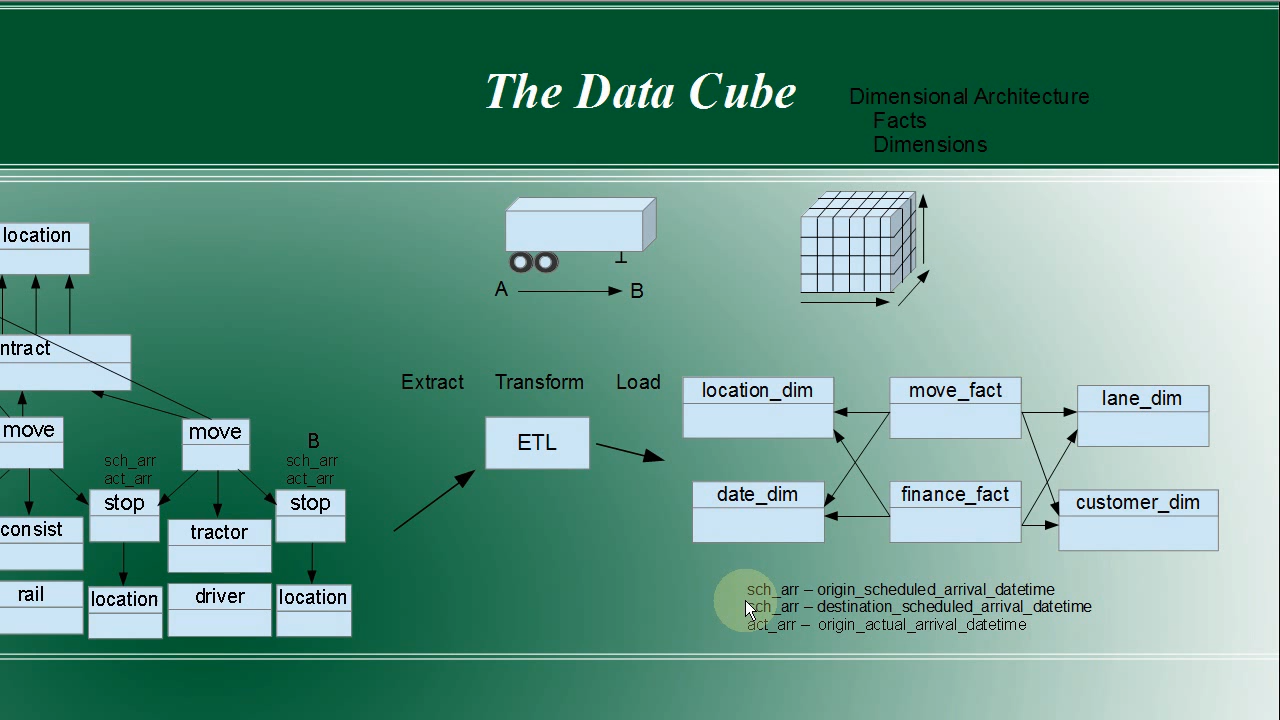 The Data Cube
Dimensional Architecture
Facts
Dimensions
location
A
B
ntract
Extract Transform Load
move
move
B
sch_arr
act_arr
sch_arr
act_arr
stop
stop
consist
tractor
rail
location
driver
location
ETL
location_dim
move_fact
lane_dim
date_dim
finance_fact
customer_dim
sch_arr – origin_scheduled_arrival_datetime
sch_arr – destination_scheduled_arrival_datetime
act_arr – origin_actual_arrival_datetime